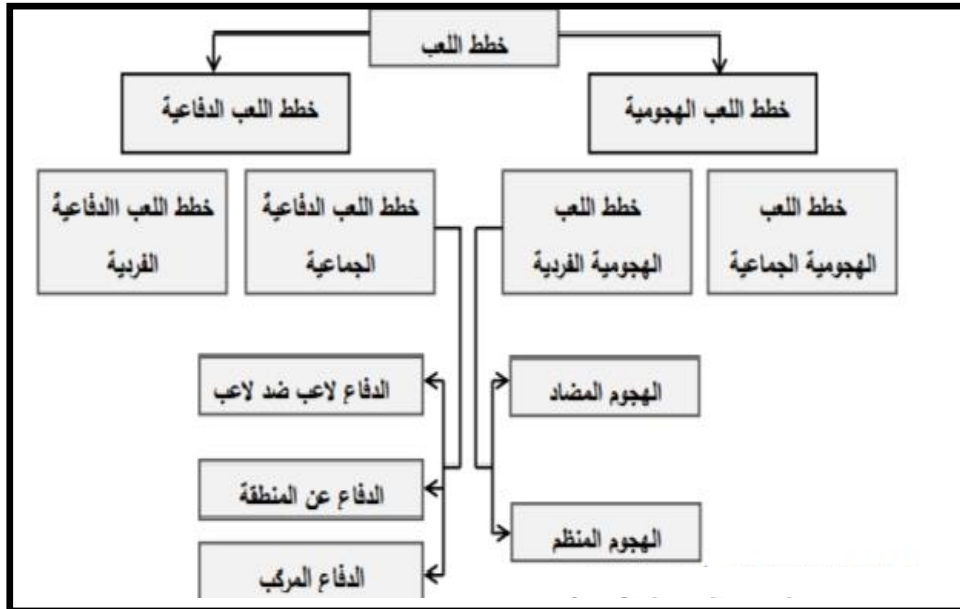 خطط اللعب
خطط اللعب الهجومية
خطط اللعب الدفاعية
خطط اللعب
الهجومية الجماعية
خطط اللعب
الهجومية الفردية
خطط اللعب الدفاعية
الجماعية
خطط اللعب االدفاعية
الفردية
الهجوم المضاد
الهجوم المنظم
الدفاع لاعب ضد لاعب
الدفاع عن المنطقة
الدفاع المركب